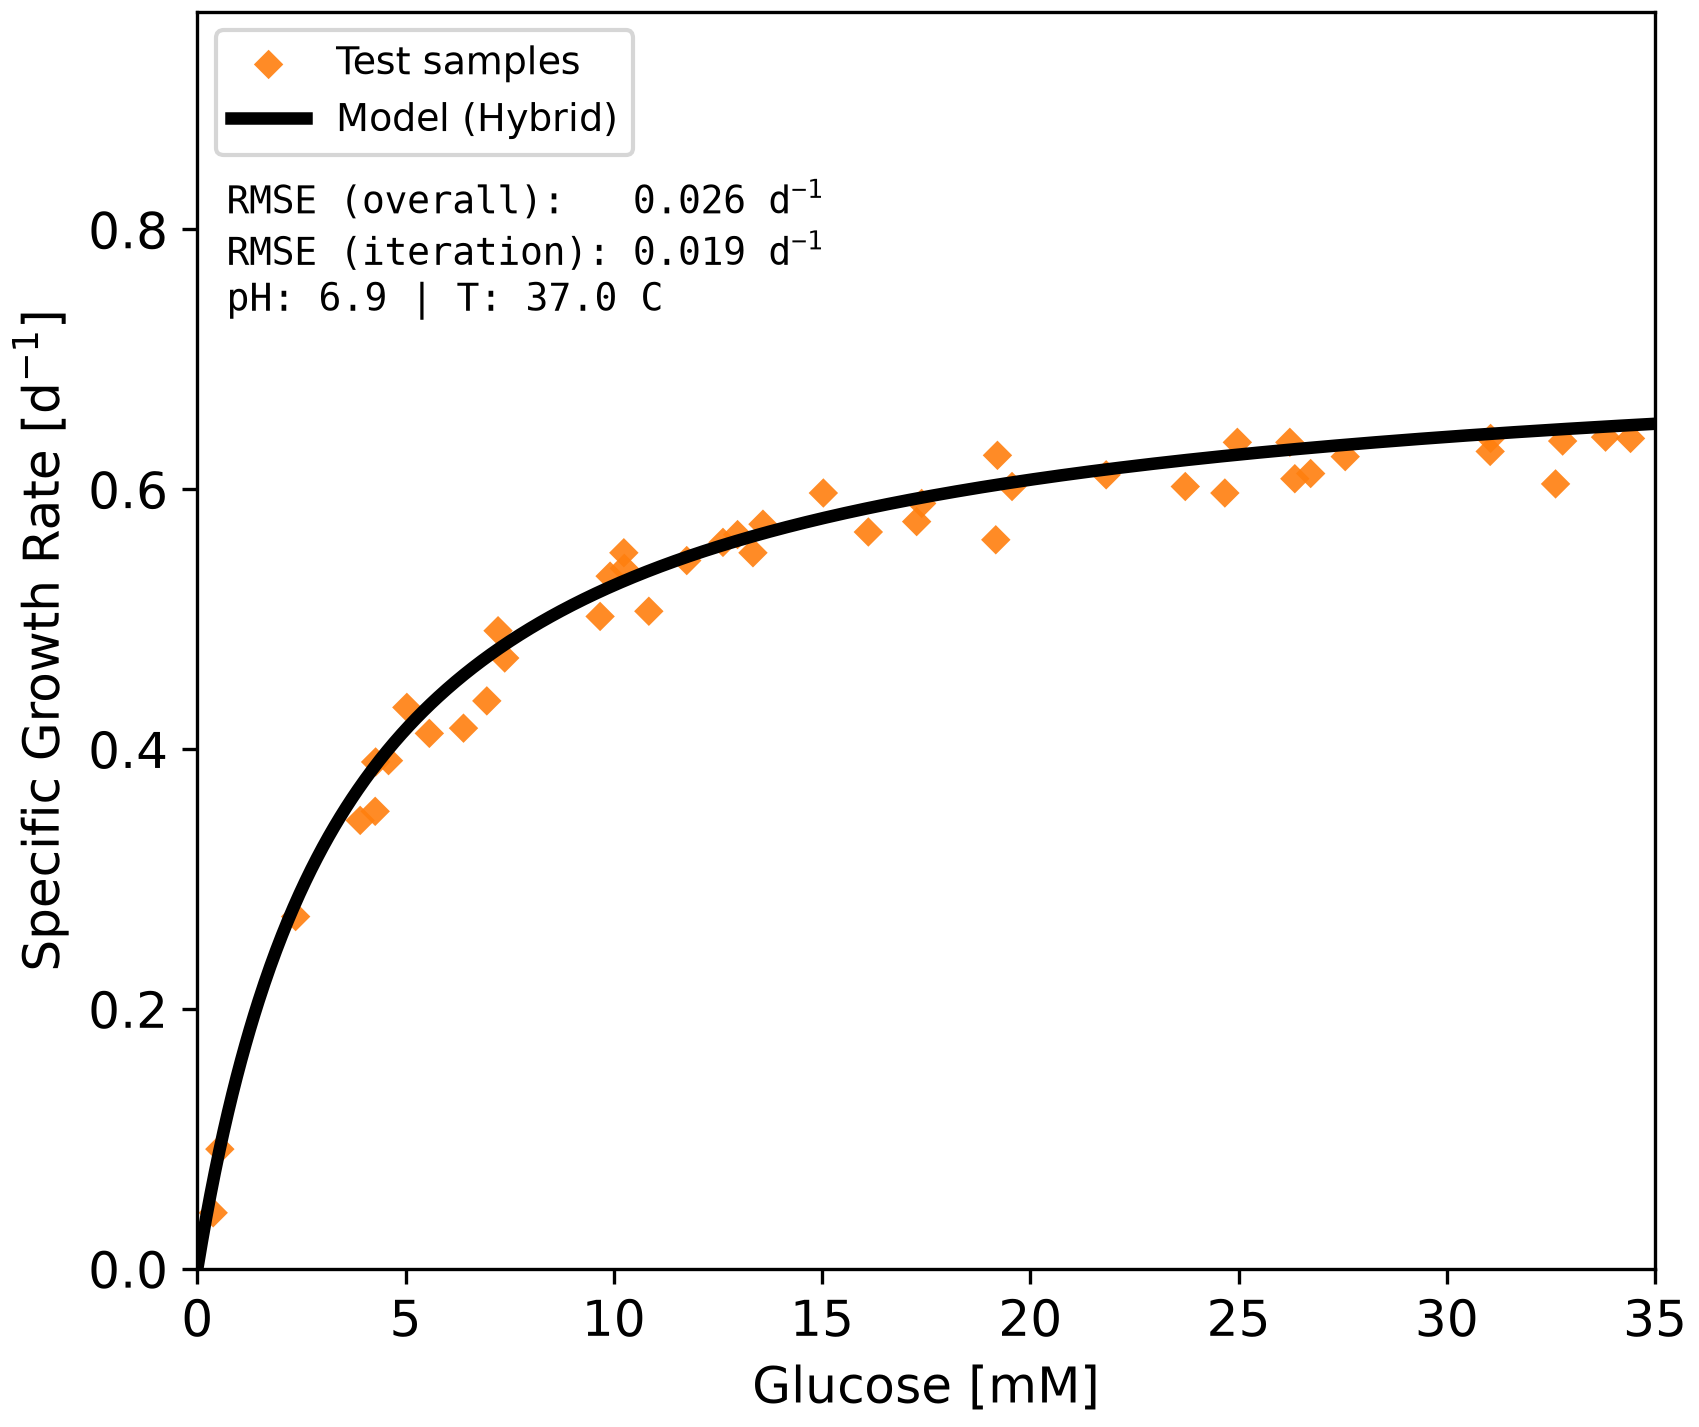 Test samples
Model (Hybrid)
RMSE (overall):   0.026 d⁻¹
RMSE (iteration): 0.019 d⁻¹
pH: 6.9 | T: 37.0 C
Specific Growth Rate [d⁻¹]
0.8
0.6
0.4
0.2
0.0
0 5 10 15 20 25 30 35
Glucose [mM]